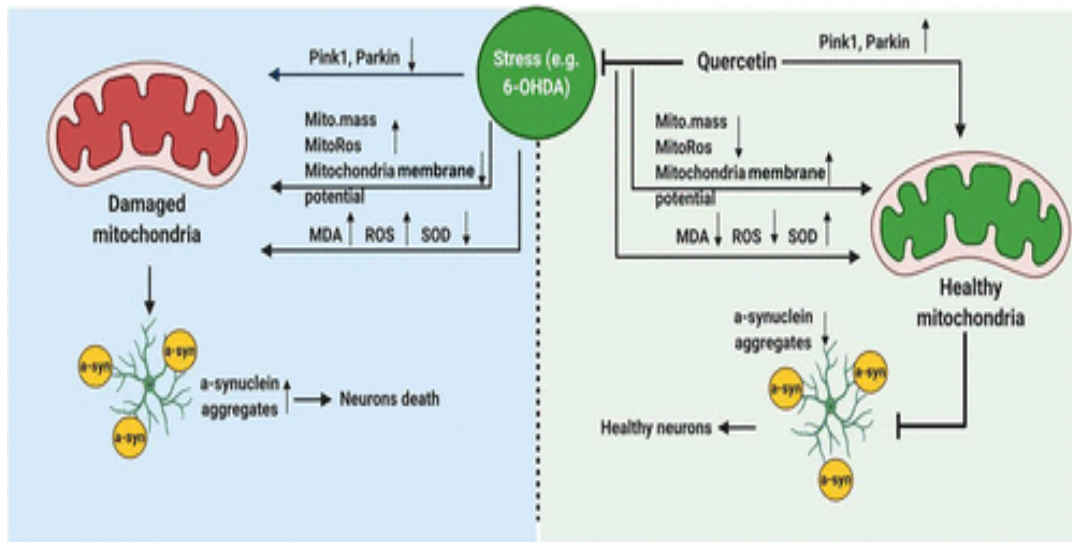 Pink1, Parkin ↓
Mito.mass
MitoRos ↑
Mitochondria membrane ↓
potential
MDA ↑ ROS ↑ SOD ↓
Damaged
mitochondria
a-syn
a-syn
a-syn
a-synuclein ↑
aggregates
Neurons death
Stress (e.g.
6-OHDA)
Quercetin
Pink1, Parkin ↑
Mito.mass
MitoRos ↓
Mitochondria membrane ↑
potential
MDA ↓ ROS ↓ SOD ↑
Healthy
mitochondria
a-synuclein ↓
aggregates
a-syn
a-syn
a-syn
Healthy neurons